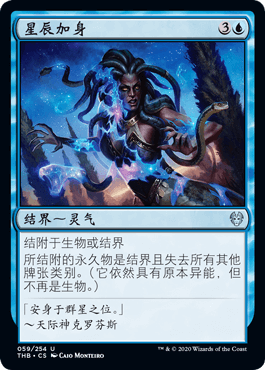 星辰加身 3
结界～灵气
结附于生物或结界
所结附的永久物是结界且失去所有其他
牌张类别。（它依然具有原本异能，但
不再是生物。）
「安身于群星之位。」
～天际神克罗芬斯
059/254 U
THB • CS CAIO MONTEIRO
™ & © 2020 Wizards of the Coast